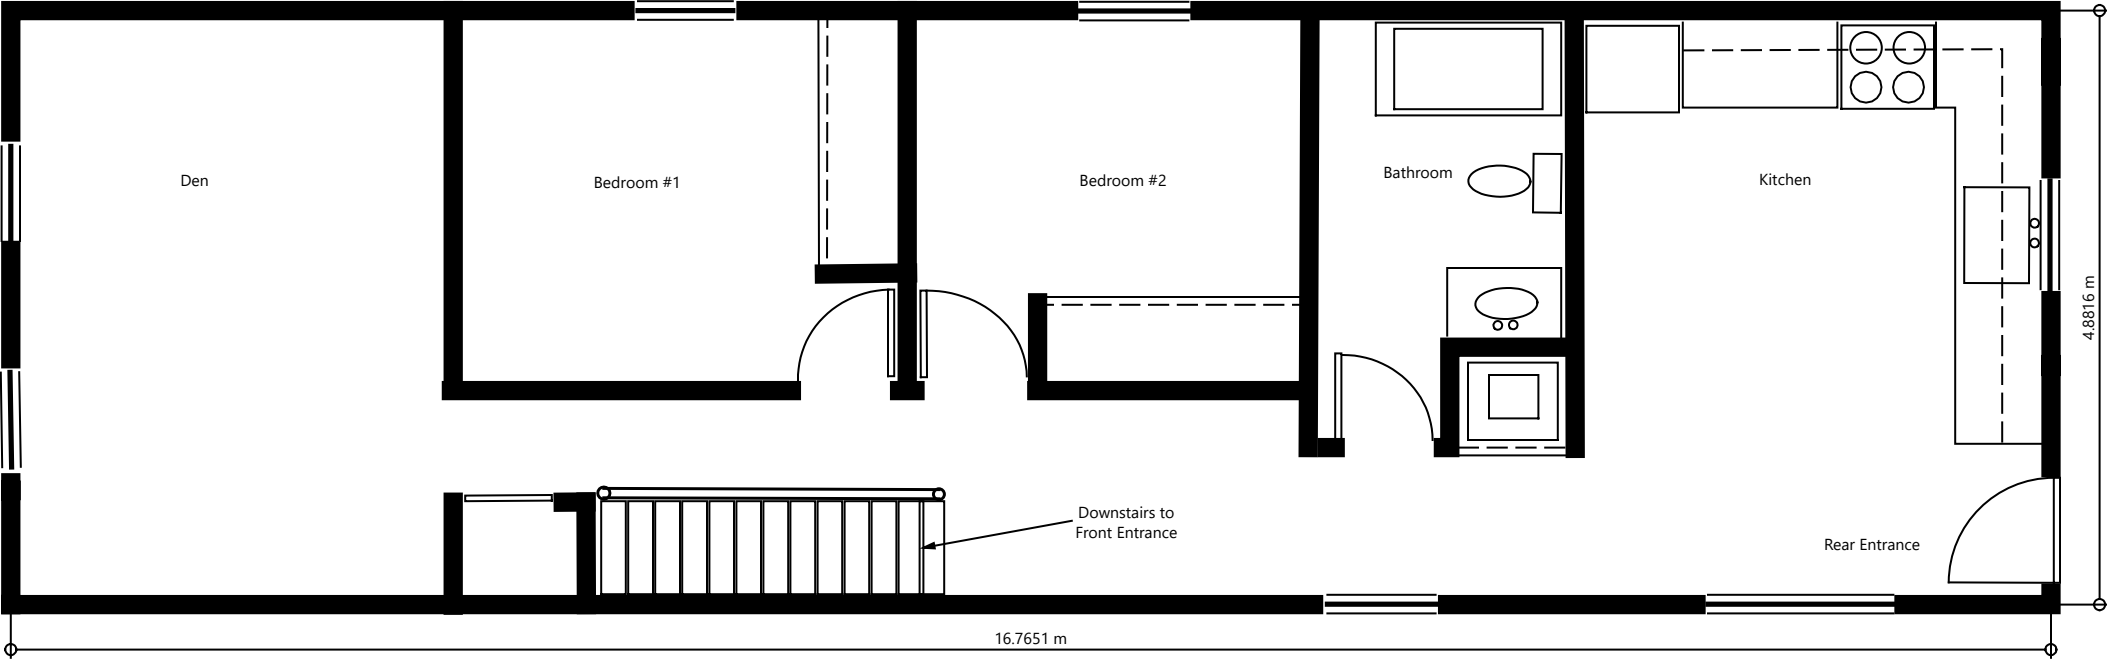 Den
Bedroom #1
Bedroom #2
Bathroom
Kitchen
4.8816 m
Downstairs to
Front Entrance
Rear Entrance
16.7651 m